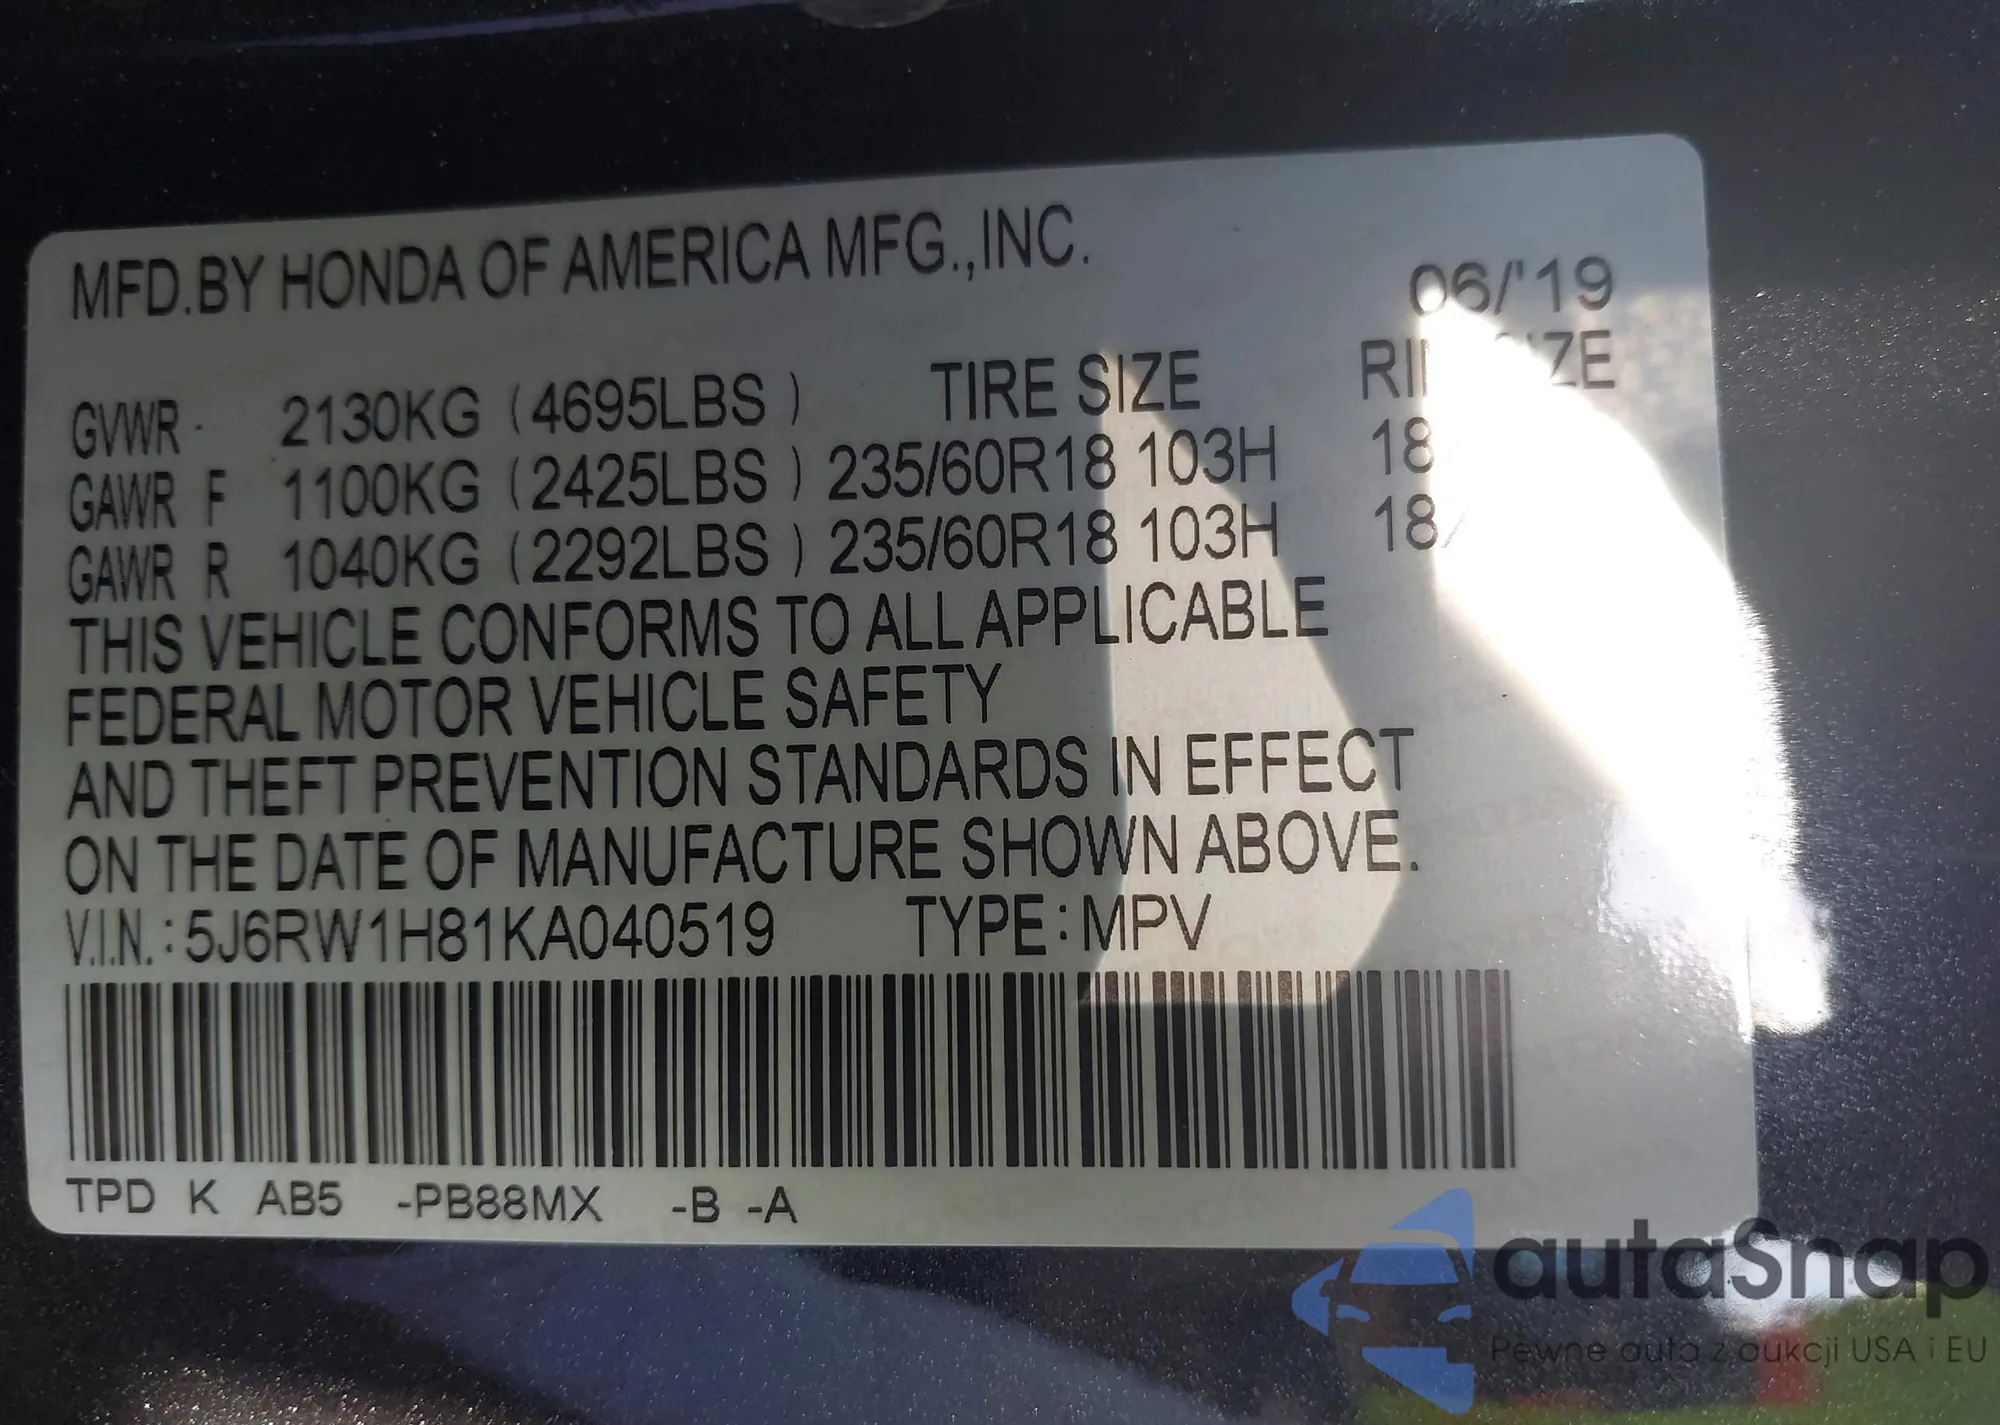 MFD.BY HONDA OF AMERICA MFG.,INC.
06/'19
GVWR - 2130KG (4695LBS ) TIRE SIZE
GAWR F 1100KG (2425LBS ) 235/60R18 103H 18
GAWR R 1040KG (2292LBS ) 235/60R18 103H 18
THIS VEHICLE CONFORMS TO ALL APPLICABLE
FEDERAL MOTOR VEHICLE SAFETY
AND THEFT PREVENTION STANDARDS IN EFFECT
ON THE DATE OF MANUFACTURE SHOWN ABOVE.
V.I.N.:5J6RW1H81KA040519 TYPE:MPV
TPD K AB5 -PB88MX -B -A
autaSnap
Pewne auta z aukcji USA i EU